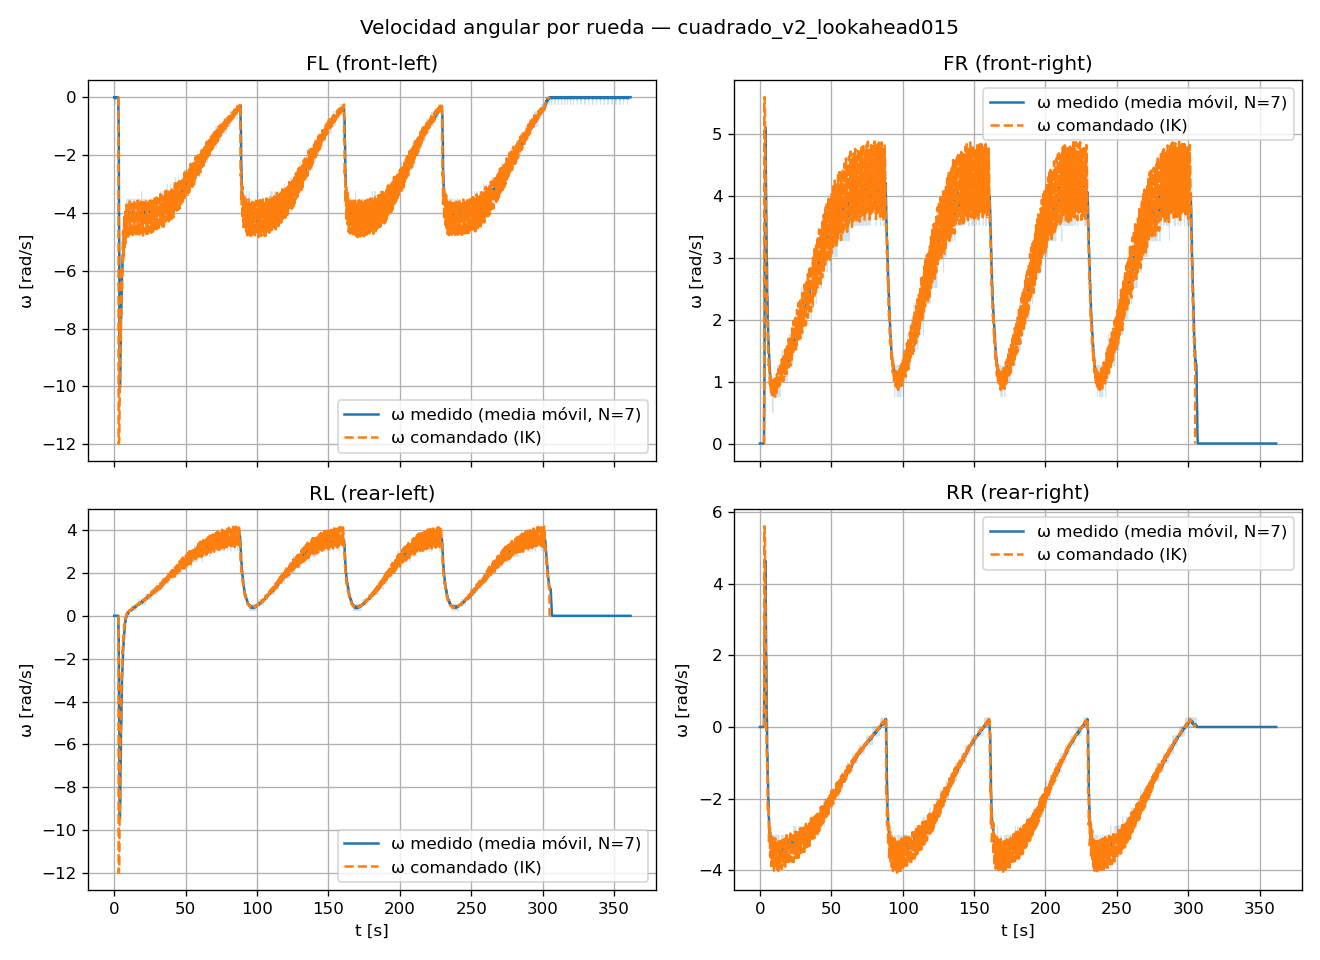 Velocidad angular por rueda — cuadrado_v2_lookahead015
FL (front-left)
ω [rad/s]
0
−2
−4
−6
−8
−10
−12
ω medido (media móvil, N=7)
ω comandado (IK)
FR (front-right)
ω [rad/s]
5
4
3
2
1
0
ω medido (media móvil, N=7)
ω comandado (IK)
RL (rear-left)
ω [rad/s]
4
2
0
−2
−4
−6
−8
−10
−12
ω medido (media móvil, N=7)
ω comandado (IK)
0 50 100 150 200 250 300 350
t [s]
RR (rear-right)
ω [rad/s]
6
4
2
0
−2
−4
ω medido (media móvil, N=7)
ω comandado (IK)
0 50 100 150 200 250 300 350
t [s]